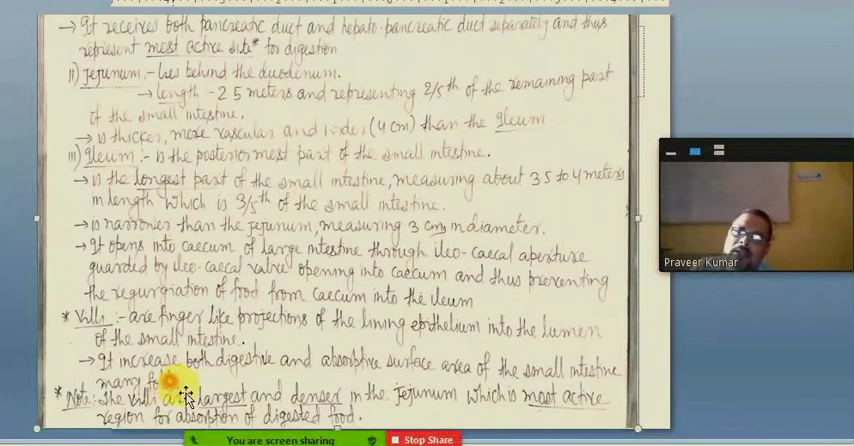 → It receives both pancreatic duct and hepato-pancreatic duct separately and thus
represent most active site* for digestion
ii) Jejunum :- lies behind the duodenum.
→ length - 2.5 meters and representing 2/5th of the remaining part
of the small intestine.
→ is thicker, more vascular and wider (4 cm) than the Ileum.
iii) Ileum :- is the posterior most part of the small intestine.
→ is the longest part of the small intestine, measuring about 3.5 to 4 meters
in length which is 3/5th of the small intestine.
→ is narrower than the jejunum, measuring 3 cms in diameter.
→ It opens into caecum of large intestine through ileo-caecal aperture
guarded by ileo-caecal valve opening into caecum and thus preventing
the regurgiation of food from caecum into the ileum
* Villi :- are finger like projections of the lining epithelium into the lumen
of the small intestine.
→ It increase both digestive and absorptive surface area of the small intestine
many
* Note: The villi are largest and denser in the Jejunum which is most active
region for absorption of digested food.
Praveer Kumar
You are screen sharing
Stop Share